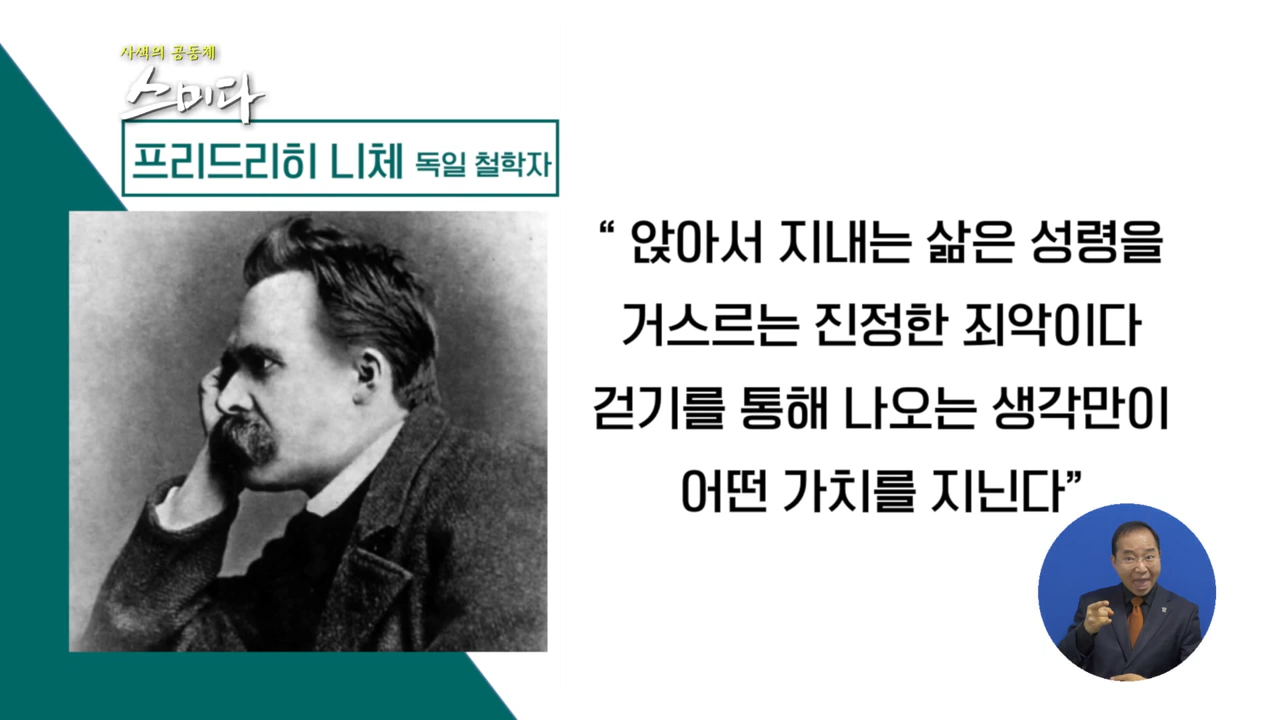 사색의 공동체
스미다
프리드리히 니체 독일 철학자
“ 앉아서 지내는 삶은 성령을
거스르는 진정한 죄악이다
걷기를 통해 나오는 생각만이
어떤 가치를 지닌다”